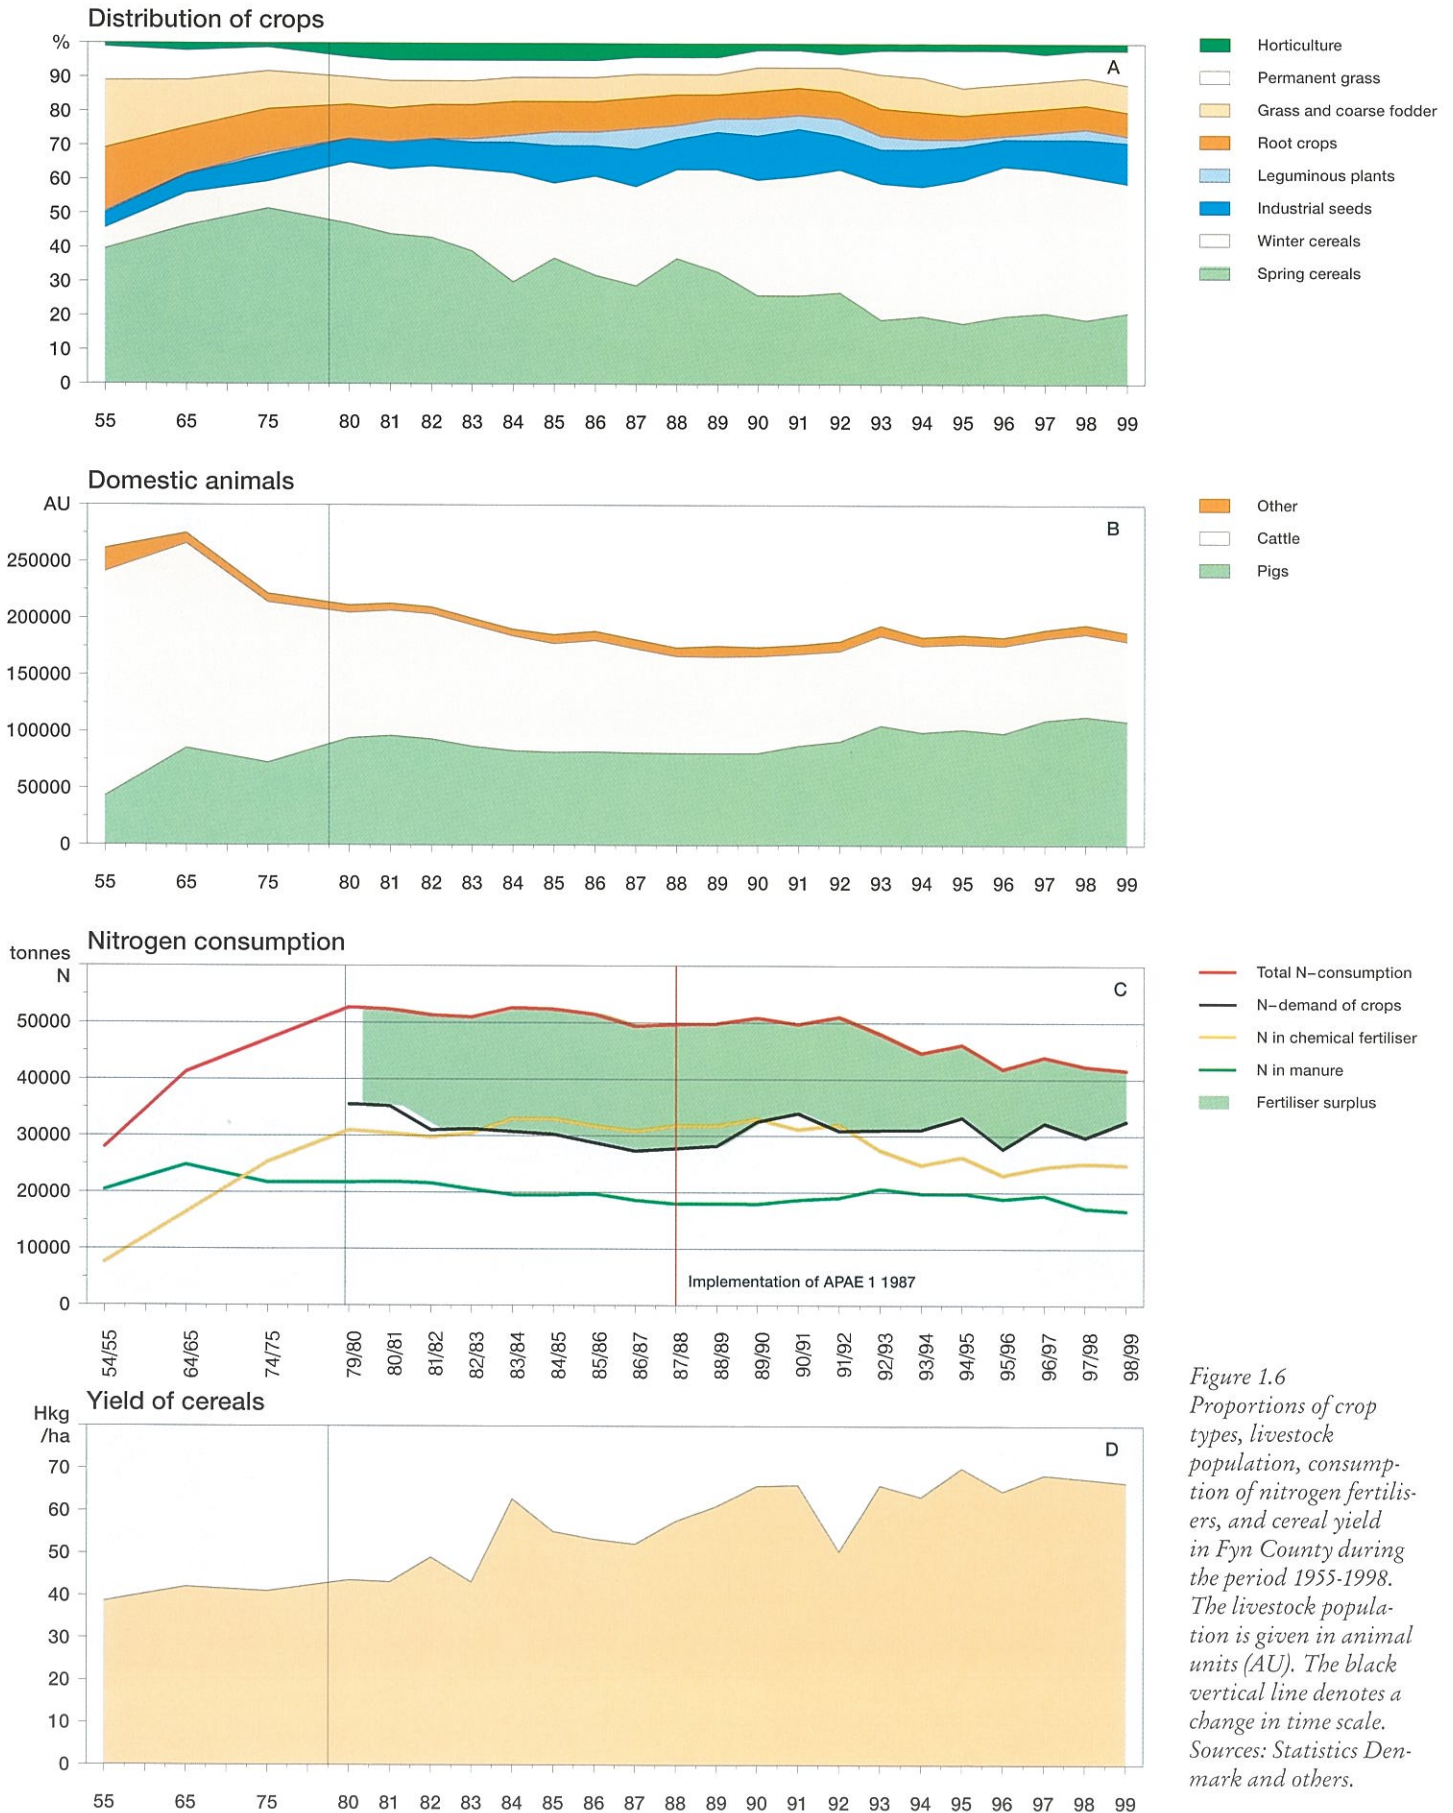 Distribution of crops
%
90
80
70
60
50
40
30
20
10
0
A
55 65 75 80 81 82 83 84 85 86 87 88 89 90 91 92 93 94 95 96 97 98 99
Horticulture
Permanent grass
Grass and coarse fodder
Root crops
Leguminous plants
Industrial seeds
Winter cereals
Spring cereals
Domestic animals
AU
250000
200000
150000
100000
50000
0
B
55 65 75 80 81 82 83 84 85 86 87 88 89 90 91 92 93 94 95 96 97 98 99
Other
Cattle
Pigs
Nitrogen consumption
tonnes
N
50000
40000
30000
20000
10000
0
C
Implementation of APAE 1 1987
54/55 64/65 74/75 79/80 80/81 81/82 82/83 83/84 84/85 85/86 86/87 87/88 88/89 89/90 90/91 91/92 92/93 93/94 94/95 95/96 96/97 97/98 98/99
Total N–consumption
N–demand of crops
N in chemical fertiliser
N in manure
Fertiliser surplus
Yield of cereals
Hkg
/ha
70
60
50
40
30
20
10
0
D
55 65 75 80 81 82 83 84 85 86 87 88 89 90 91 92 93 94 95 96 97 98 99
Figure 1.6
Proportions of crop
types, livestock
population, consump-
tion of nitrogen fertilis-
ers, and cereal yield
in Fyn County during
the period 1955-1998.
The livestock popula-
tion is given in animal
units (AU). The black
vertical line denotes a
change in time scale.
Sources: Statistics Den-
mark and others.